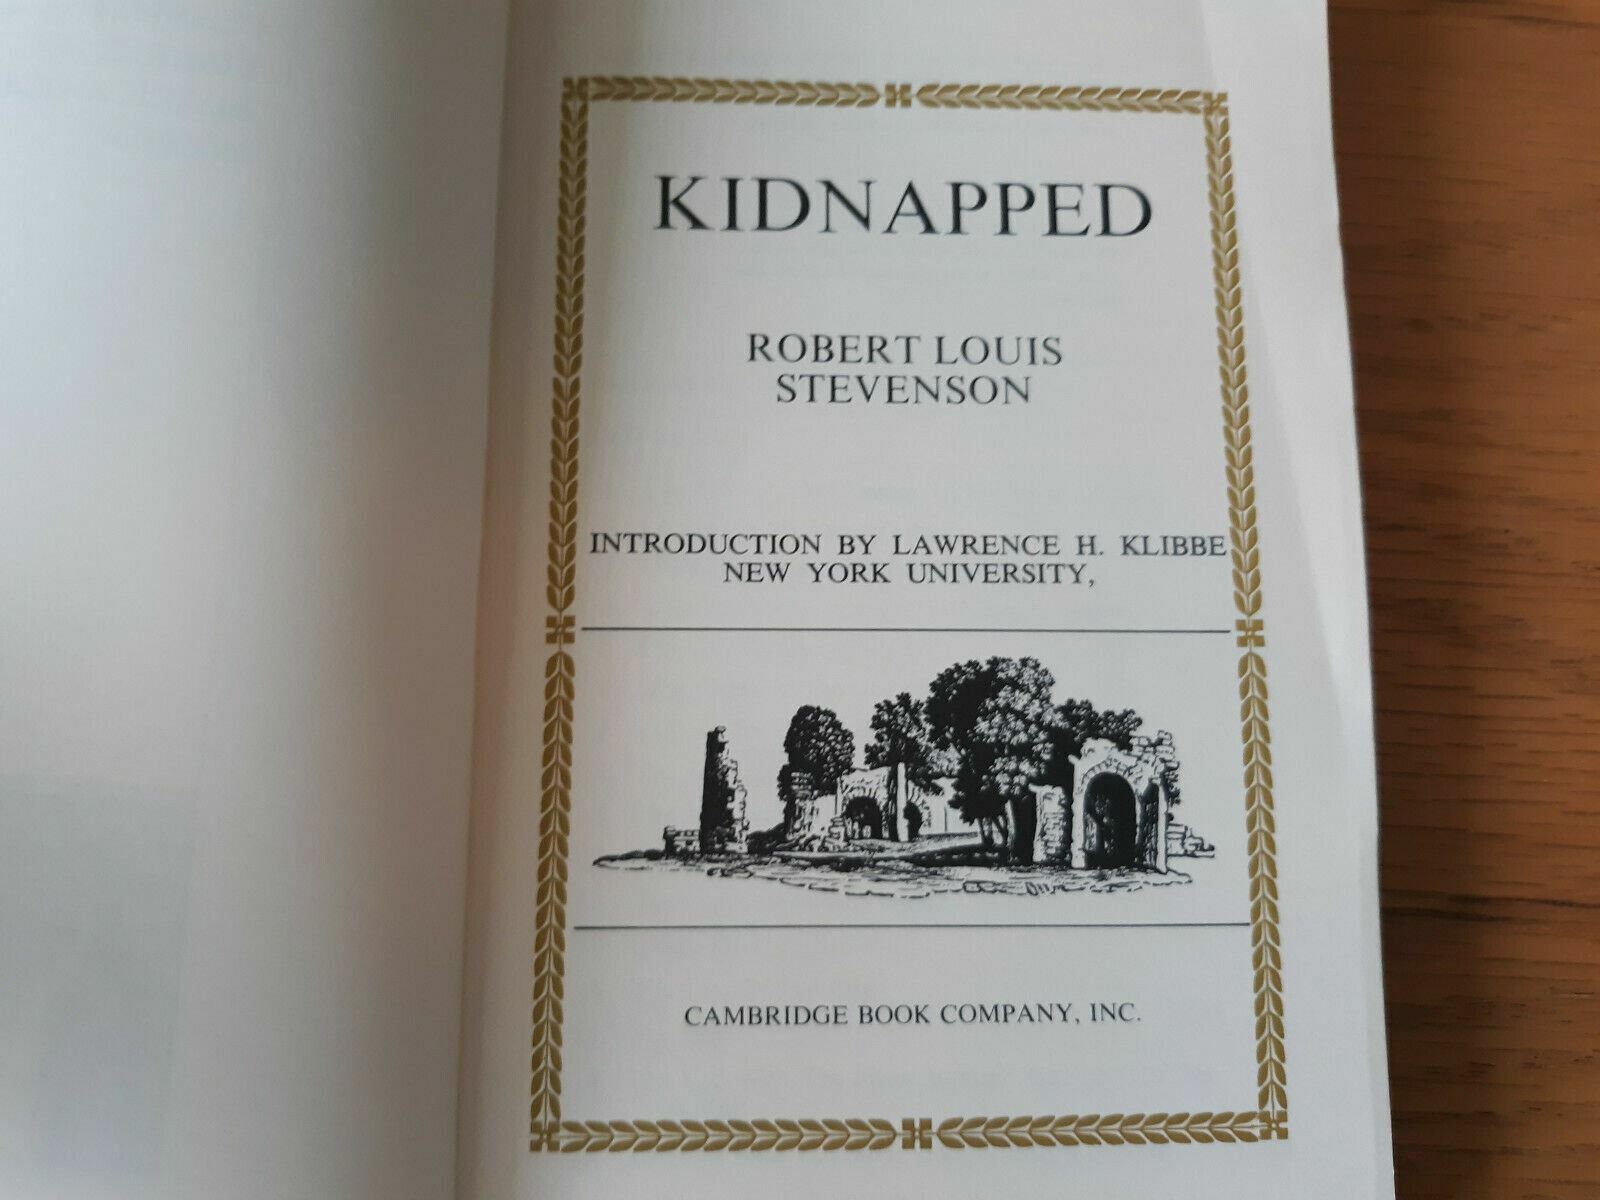 KIDNAPPED
ROBERT LOUIS
STEVENSON
INTRODUCTION BY LAWRENCE H. KLIBBE
NEW YORK UNIVERSITY,
CAMBRIDGE BOOK COMPANY, INC.